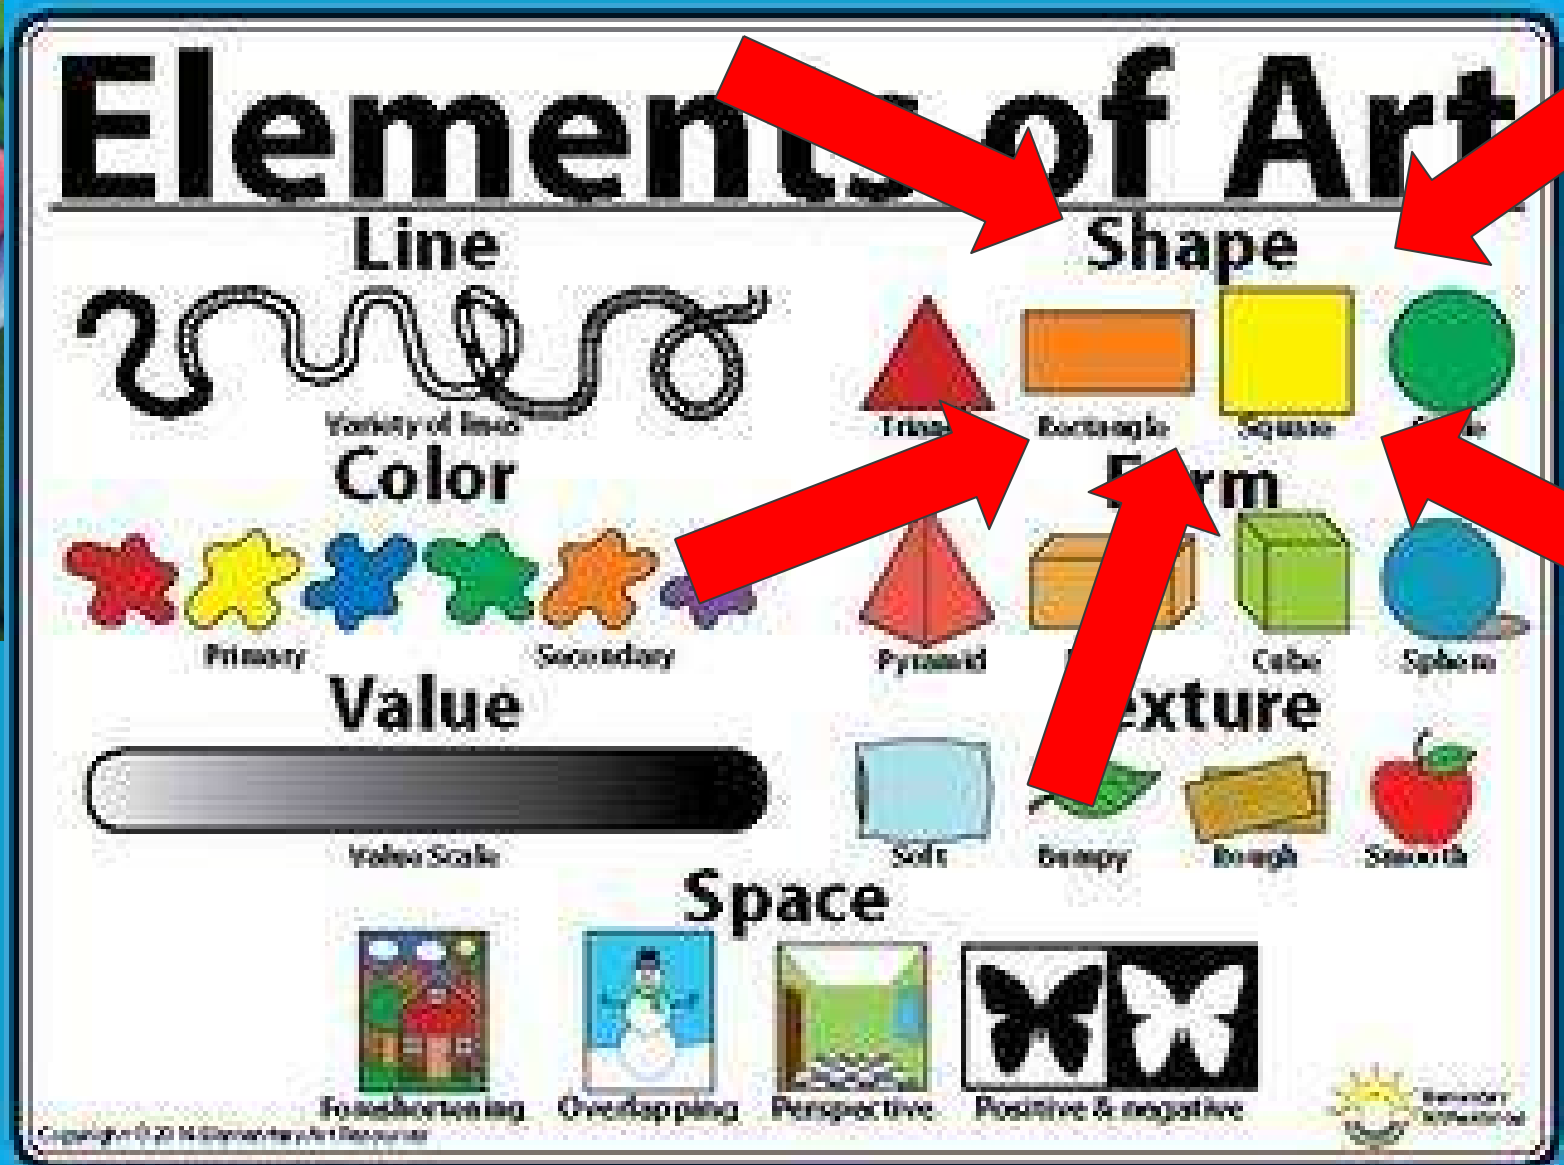 Elements of Art
Line
Shape
Variety of lines
Rectangle
Square
Color
Primary
Secondary
Pyramid
Cube
Sphere
Value
Value Scale
Soft
Bumpy
Rough
Smooth
Space
Foreshortening
Overlapping
Perspective
Positive & negative